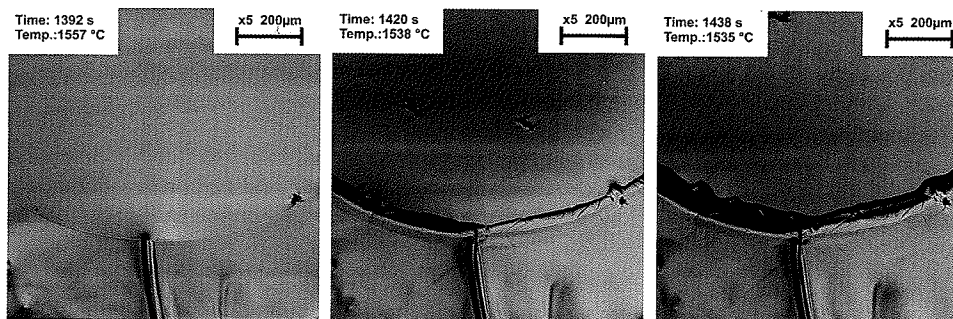 Time: 1392 s
Temp.:1557 °C
x5 200µm
Time: 1420 s
Temp.:1538 °C
x5 200µm
Time: 1438 s
Temp.:1535 °C
x5 200µm